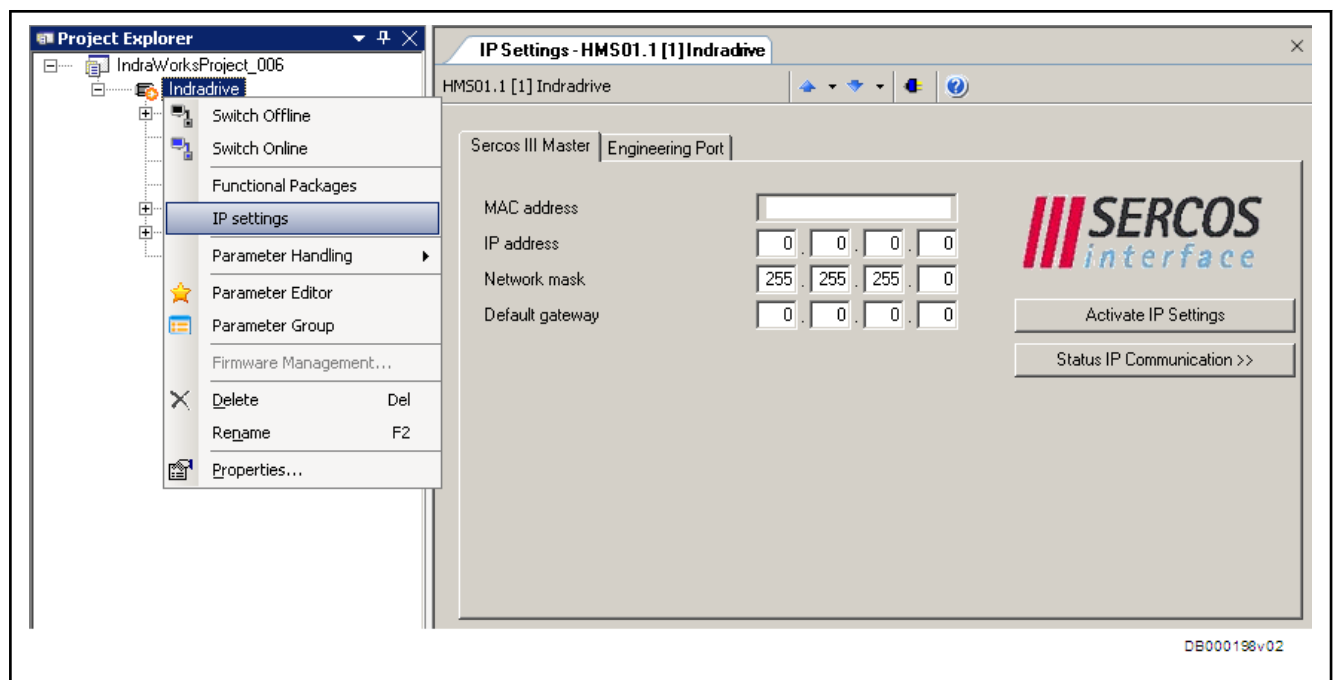 Project Explorer
IndraWorksProject_006
Indradrive
Switch Offline
Switch Online
Functional Packages
IP settings
Parameter Handling
Parameter Editor
Parameter Group
Firmware Management...
Delete Del
Rename F2
Properties...
IP Settings - HMS01.1 [1] Indradrive
HMS01.1 [1] Indradrive
Sercos III Master Engineering Port
MAC address
IP address 0 . 0 . 0 . 0
Network mask 255 . 255 . 255 . 0
Default gateway 0 . 0 . 0 . 0
SERCOS
interface
Activate IP Settings
Status IP Communication >>
DB000198v02